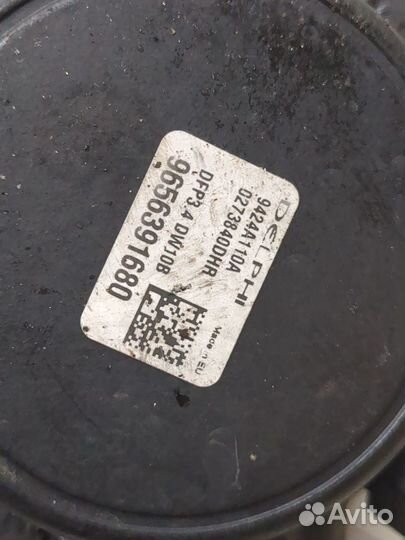 DELPHI
9424A110A
0273840DHR
DFP3.4 DW10B
9656391680
Made in EU
Avito